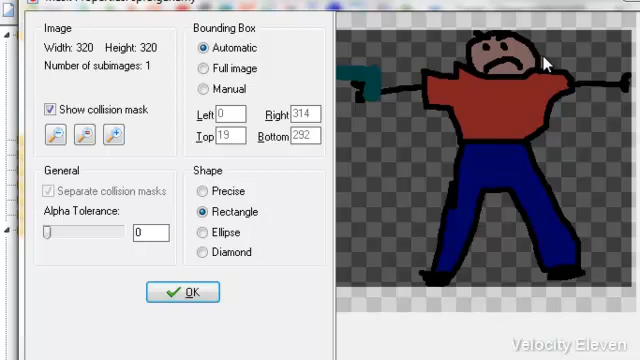 Image
Width: 320 Height: 320
Number of subimages: 1
Show collision mask
General
Separate collision masks
Alpha Tolerance:
0
Bounding Box
Automatic
Full image
Manual
Left 0 Right 314
Top 19 Bottom 292
Shape
Precise
Rectangle
Ellipse
Diamond
OK
Velocity Eleven